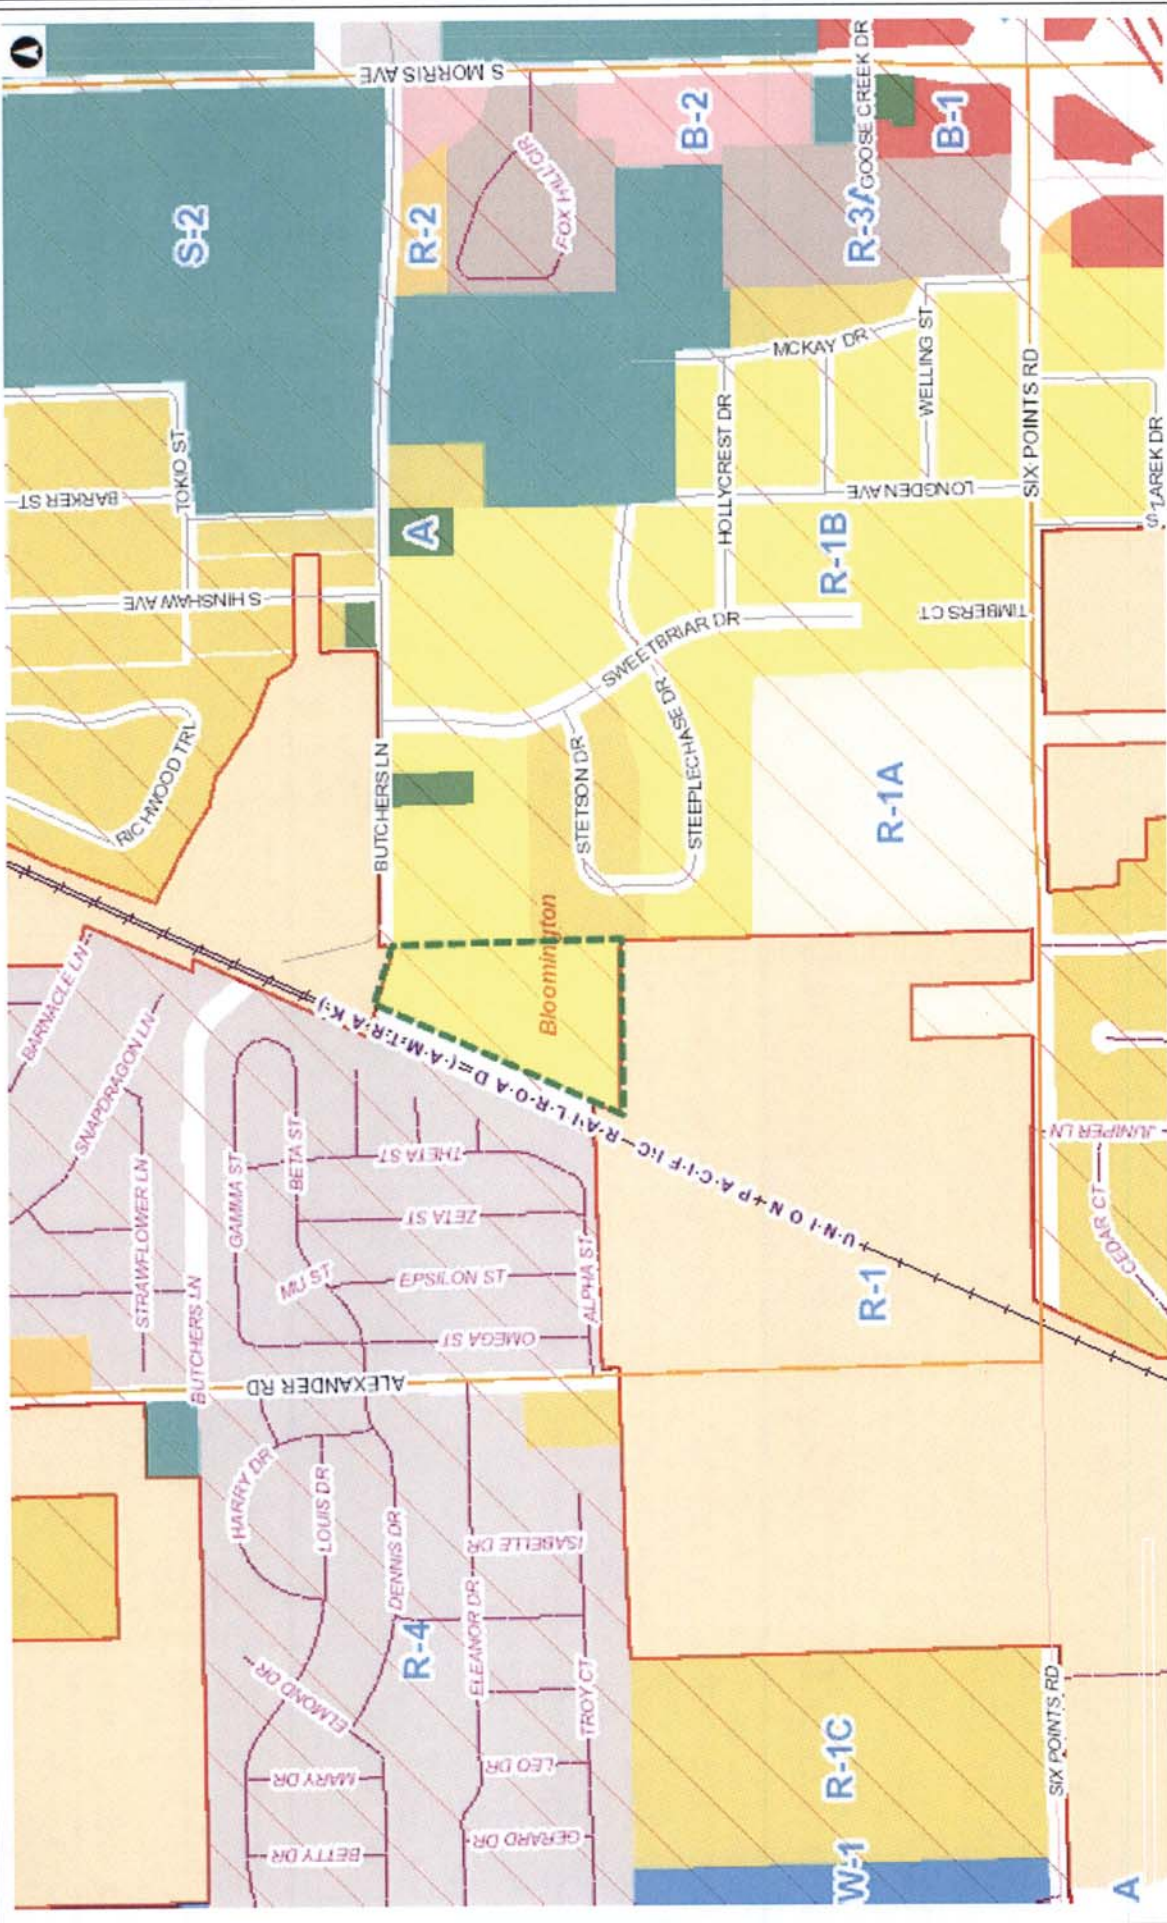 S MORRIS AVE
GOOSE CREEK DR
S-2
R-2
FOX HILL CIR
B-2
B-1
R-3A
BARKER ST
TOKIO ST
MCKAY DR
WELLING ST
HOLLYCREST DR
LONGDEN AVE
SIX POINTS RD
S LAREK DR
A
S HINSHAW AVE
R-1B
TIMBERS CT
SWEETBRIAR DR
RICHWOOD TRL
BUTCHERS LN
STETSON DR
STEEPLECHASE DR
R-1A
Bloomington
BARNACLE LN
SNAPDRAGON LN
UNION PACIFIC RAILROAD (AMTRAK)
STRAWFLOWER LN
GAMMA ST
BETA ST
THETA ST
ZETA ST
MU ST
EPSILON ST
OMEGA ST
ALPHA ST
R-1
JUNIPER LN
CEDAR CT
BUTCHERS LN
ALEXANDER RD
HARRY DR
LOUIS DR
DENNIS DR
ISABELLE DR
ELEANOR DR
R-4
ELMOND DR
TROY CT
MARY DR
LEO DR
BETTY DR
GERARD DR
R-1C
W-1
SIX POINTS RD
A